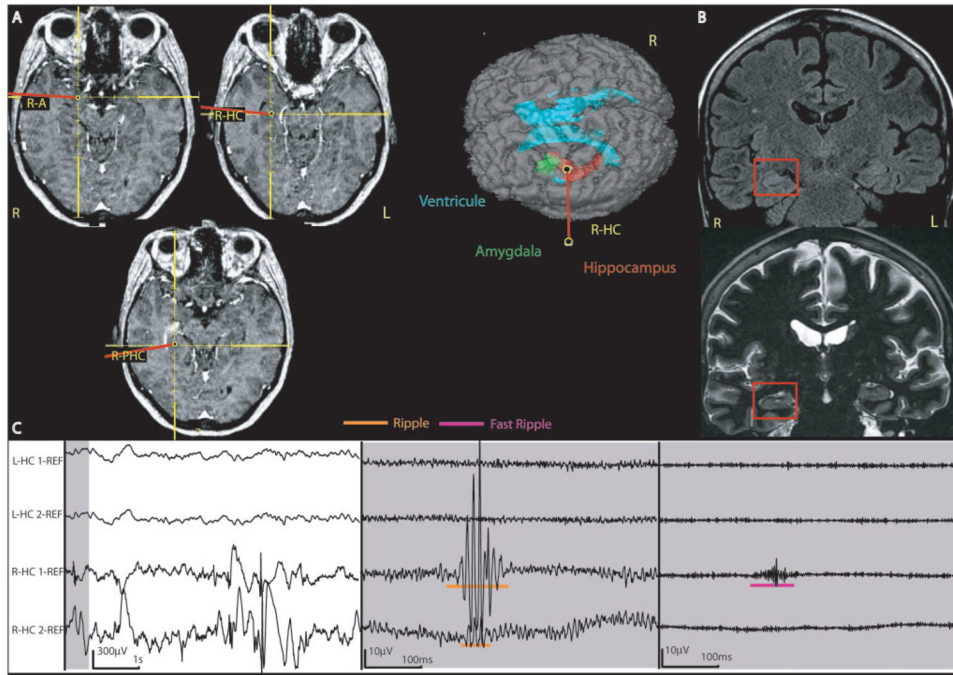 A
B
R-A
R-HC
R
L
R-PHC
R
Ventricule
R-HC
Amygdala
Hippocampus
R
L
Ripple
Fast Ripple
C
L-HC 1-REF
L-HC 2-REF
R-HC 1-REF
R-HC 2-REF
300µV
1s
10µV
100ms
10µV
100ms